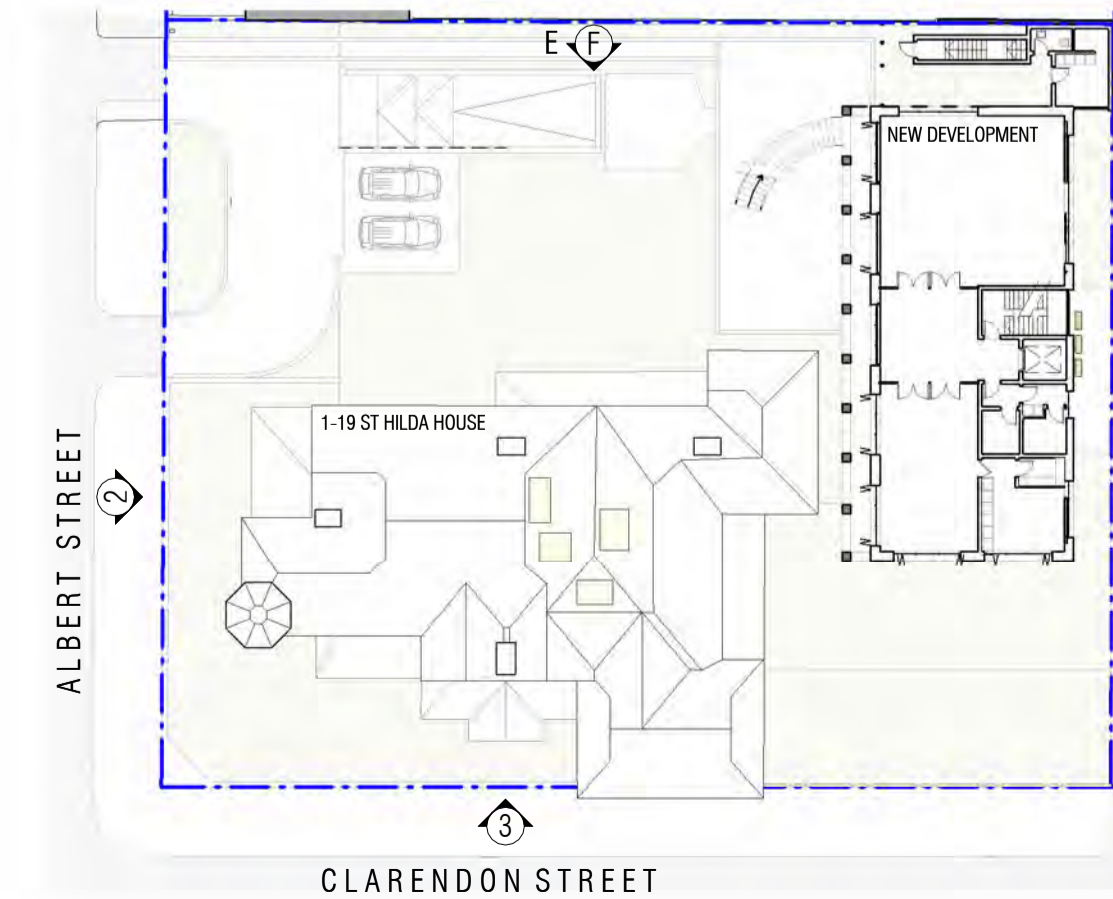 E F
NEW DEVELOPMENT
1-19 ST HILDA HOUSE
ALBERT STREET
2
3
CLARENDON STREET